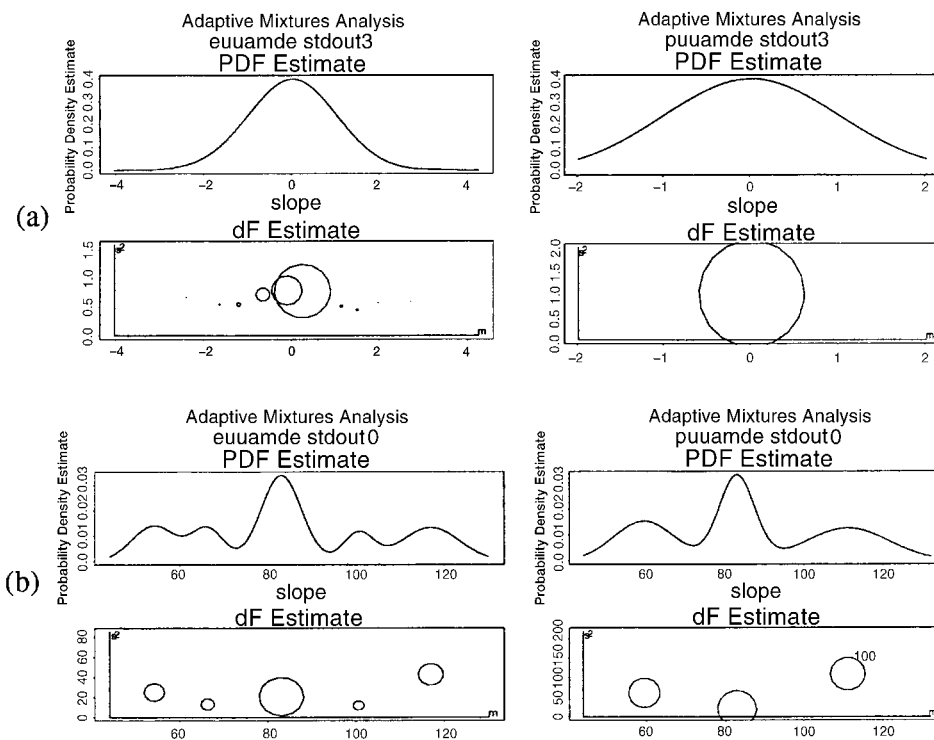 Adaptive Mixtures Analysis
euuamde stdout3
PDF Estimate
Probability Density Estimate
0.0 0.1 0.2 0.3 0.4
-4 -2 0 2 4
slope
dF Estimate
0.0 0.5 1.0 1.5
m
-4 -2 0 2 4
Adaptive Mixtures Analysis
puuamde stdout3
PDF Estimate
Probability Density Estimate
0.0 0.1 0.2 0.3 0.4
-2 -1 0 1 2
slope
dF Estimate
0.0 0.5 1.0 1.5 2.0
m
-2 -1 0 1 2
(a)
Adaptive Mixtures Analysis
euuamde stdout0
PDF Estimate
Probability Density Estimate
0.0 0.01 0.02 0.03
60 80 100 120
slope
dF Estimate
0 20 40 60 80
m
60 80 100 120
Adaptive Mixtures Analysis
puuamde stdout0
PDF Estimate
Probability Density Estimate
0.0 0.01 0.02 0.03
60 80 100 120
slope
dF Estimate
0 50 100 150 200
100
m
60 80 100 120
(b)